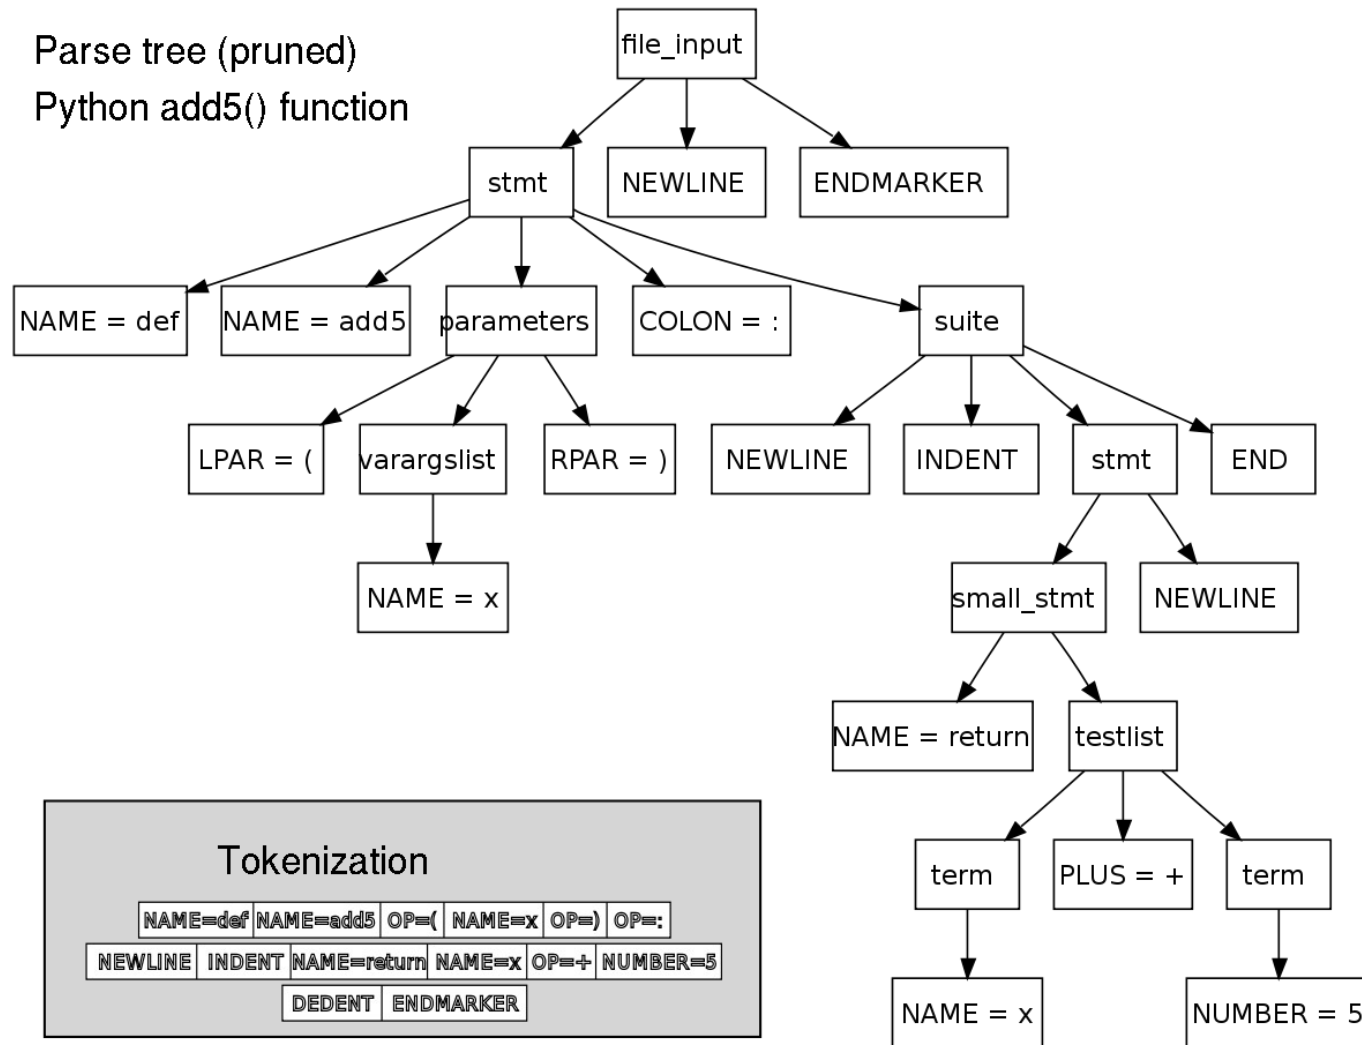 Parse tree (pruned)
Python add5() function
file_input
stmt NEWLINE ENDMARKER
NAME = def NAME = add5 parameters COLON = : suite
LPAR = ( varargslist RPAR = ) NEWLINE INDENT stmt END
NAME = x small_stmt NEWLINE
NAME = return testlist
term PLUS = + term
NAME = x NUMBER = 5
Tokenization
NAME=def NAME=add5 OP=( NAME=x OP=) OP=:
NEWLINE INDENT NAME=return NAME=x OP=+ NUMBER=5
DEDENT ENDMARKER